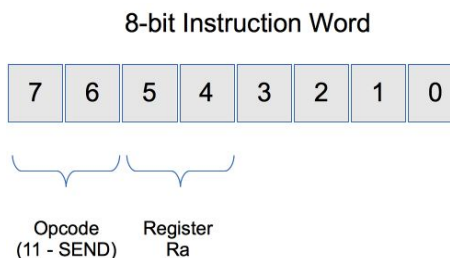 8-bit Instruction Word
7 6 5 4 3 2 1 0
Opcode Register
(11 - SEND) Ra